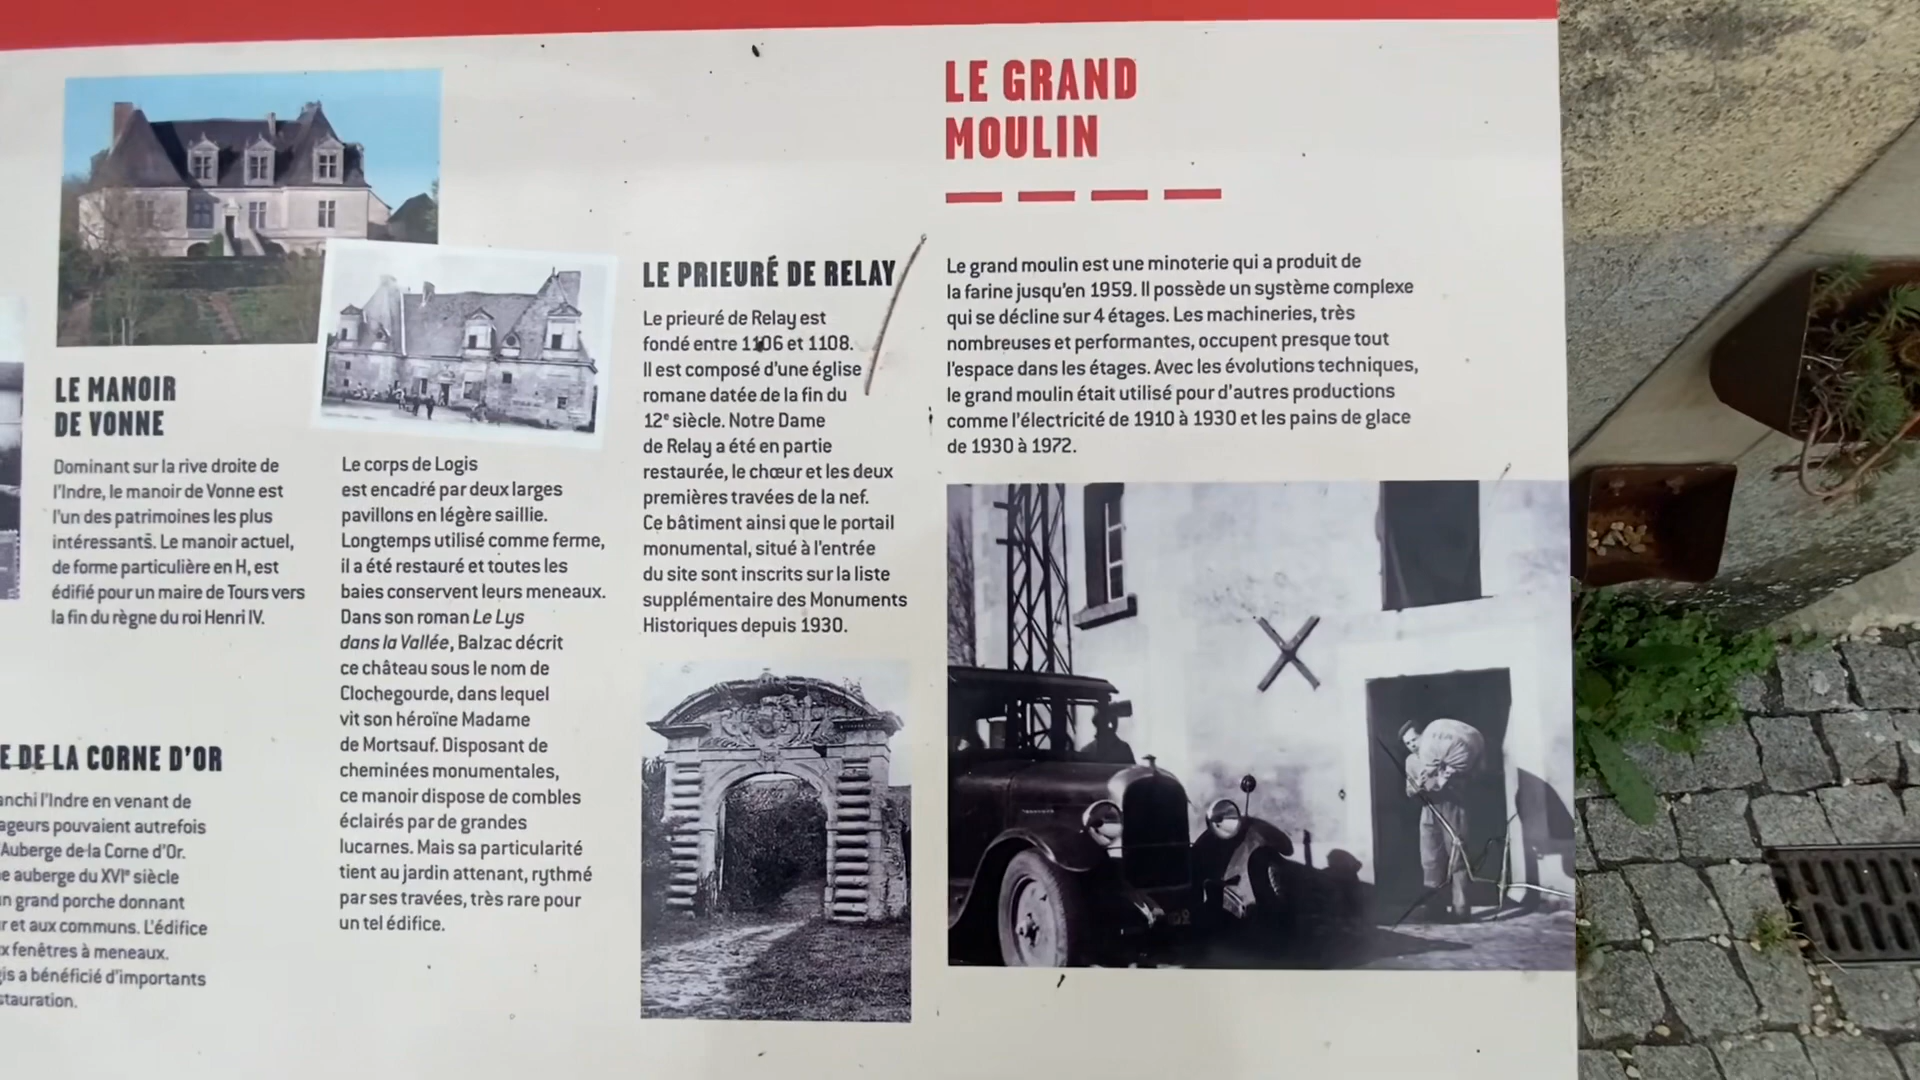 LE MANOIR
DE VONNE
Dominant sur la rive droite de
l'Indre, le manoir de Vonne est
l'un des patrimoines les plus
intéressants. Le manoir actuel,
de forme particulière en H, est
édifié pour un maire de Tours vers
la fin du règne du roi Henri IV.
E DE LA CORNE D'OR
anchi l'Indre en venant de
ageurs pouvaient autrefois
Auberge de la Corne d'Or.
e auberge du XVIe siècle
n grand porche donnant
r et aux communs. L'édifice
x fenêtres à meneaux.
gis a bénéficié d'importants
stauration.
Le corps de Logis
est encadré par deux larges
pavillons en légère saillie.
Longtemps utilisé comme ferme,
il a été restauré et toutes les
baies conservent leurs meneaux.
Dans son roman Le Lys
dans la Vallée, Balzac décrit
ce château sous le nom de
Clochegourde, dans lequel
vit son héroïne Madame
de Mortsauf. Disposant de
cheminées monumentales,
ce manoir dispose de combles
éclairés par de grandes
lucarnes. Mais sa particularité
tient au jardin attenant, rythmé
par ses travées, très rare pour
un tel édifice.
LE PRIEURÉ DE RELAY
Le prieuré de Relay est
fondé entre 1106 et 1108.
Il est composé d'une église
romane datée de la fin du
12e siècle. Notre Dame
de Relay a été en partie
restaurée, le chœur et les deux
premières travées de la nef.
Ce bâtiment ainsi que le portail
monumental, situé à l'entrée
du site sont inscrits sur la liste
supplémentaire des Monuments
Historiques depuis 1930.
LE GRAND
MOULIN
Le grand moulin est une minoterie qui a produit de
la farine jusqu'en 1959. Il possède un système complexe
qui se décline sur 4 étages. Les machineries, très
nombreuses et performantes, occupent presque tout
l'espace dans les étages. Avec les évolutions techniques,
le grand moulin était utilisé pour d'autres productions
comme l'électricité de 1910 à 1930 et les pains de glace
de 1930 à 1972.